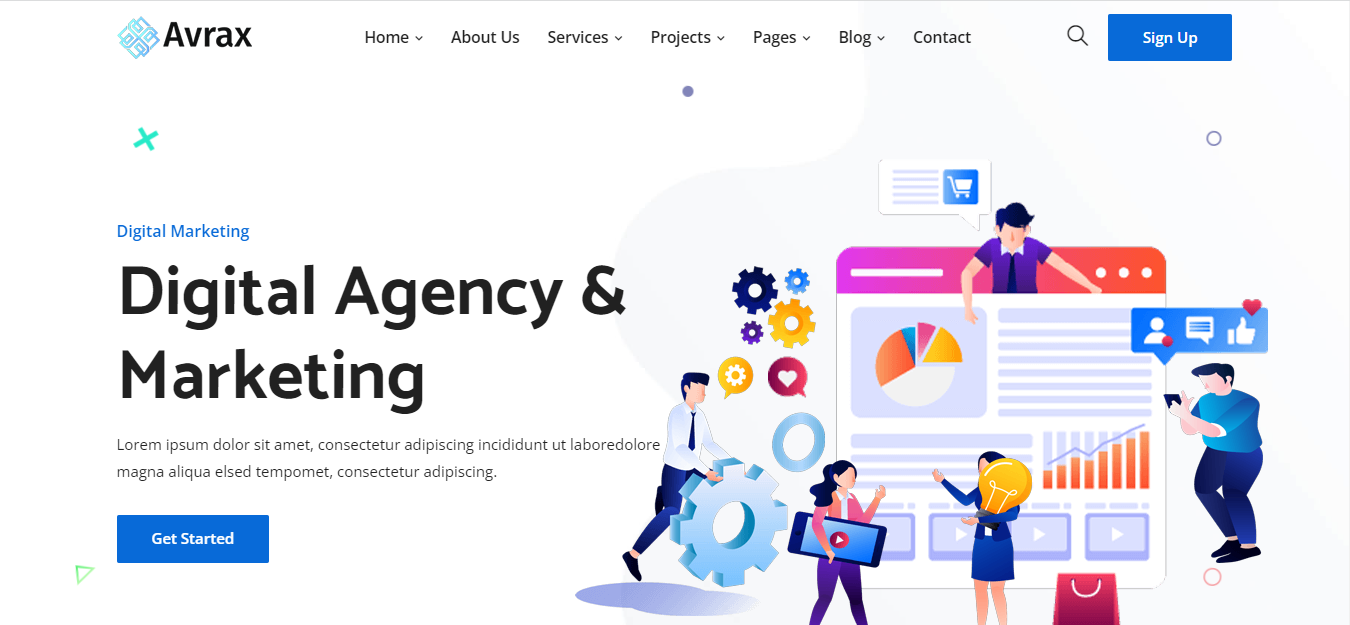 Avrax
Home
About Us
Services
Projects
Pages
Blog
Contact
Sign Up
Digital Marketing
Digital Agency &
Marketing
Lorem ipsum dolor sit amet, consectetur adipiscing incididunt ut laboredolore
magna aliqua elsed tempomet, consectetur adipiscing.
Get Started